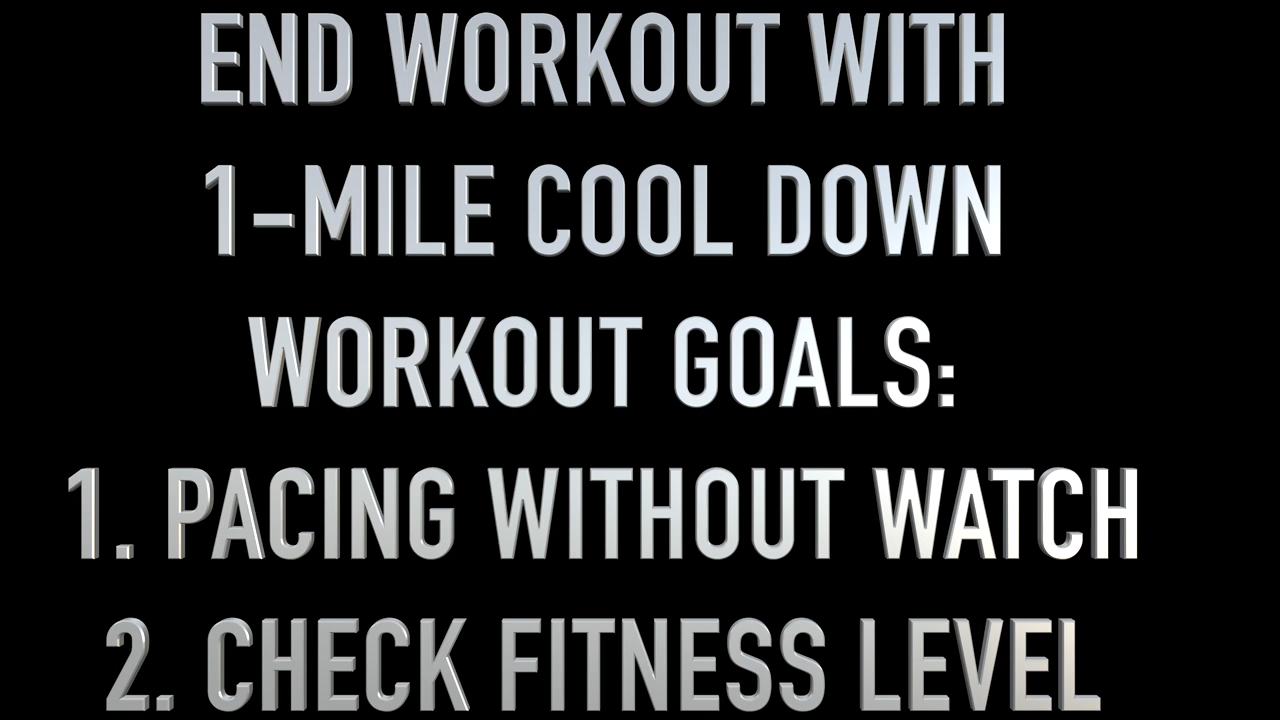 END WORKOUT WITH
1-MILE COOL DOWN
WORKOUT GOALS:
1. PACING WITHOUT WATCH
2. CHECK FITNESS LEVEL